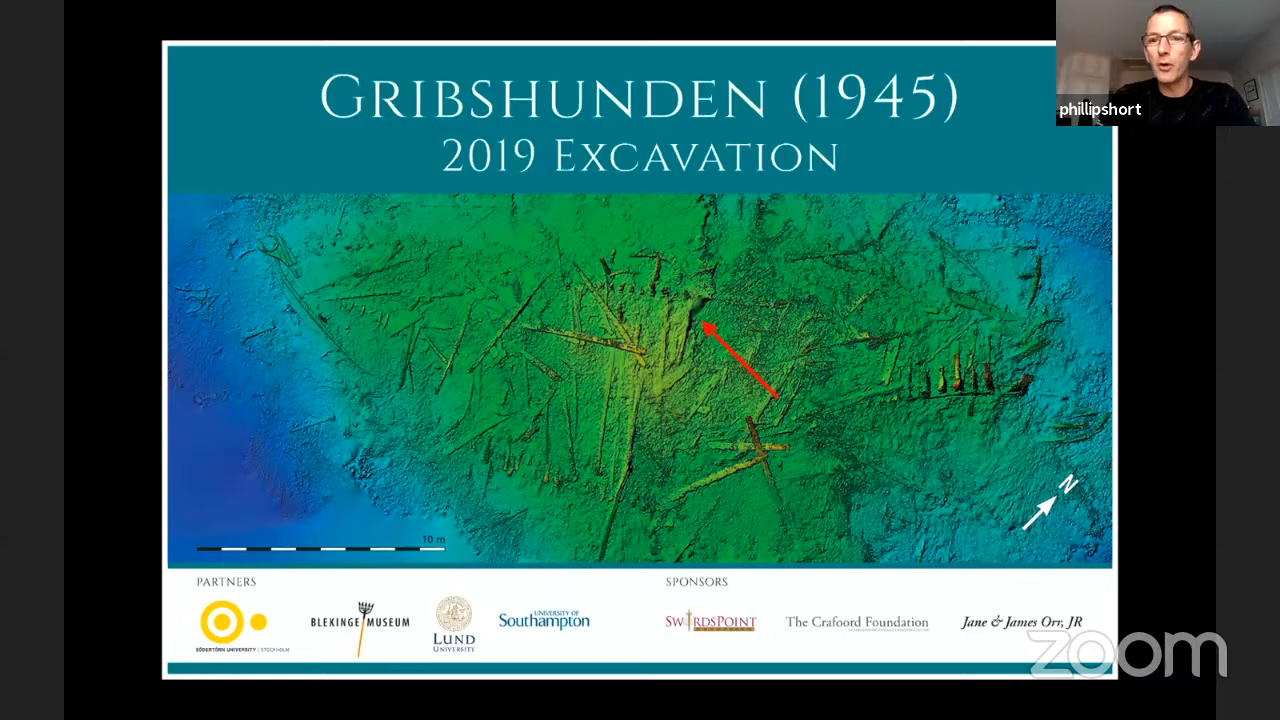 GRIBSHUNDEN (1945)
2019 EXCAVATION
phillipshort
N
10 m
PARTNERS
SPONSORS
SÖDERTÖRN UNIVERSITY | STOCKHOLM
BLEKINGE MUSEUM
LUND
UNIVERSITY
UNIVERSITY OF
Southampton
SWORDSPOINT
The Crafoord Foundation
Jane & James Orr, JR
zoom